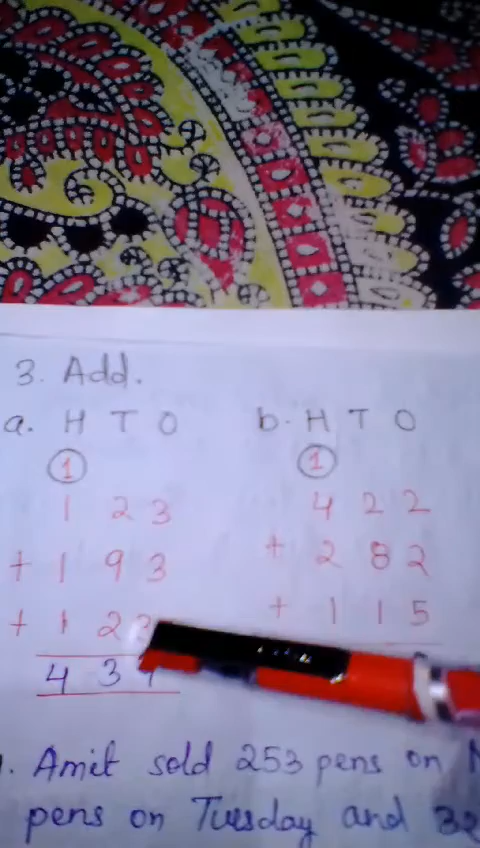 3. Add.
a. H T O
b. H T O
1
1
1 2 3
4 2 2
+ 1 9 3
+ 2 8 2
+ 1 2
+ 1 1 5
4 3
Amit sold 253 pens on
pens on Tuesday and 32